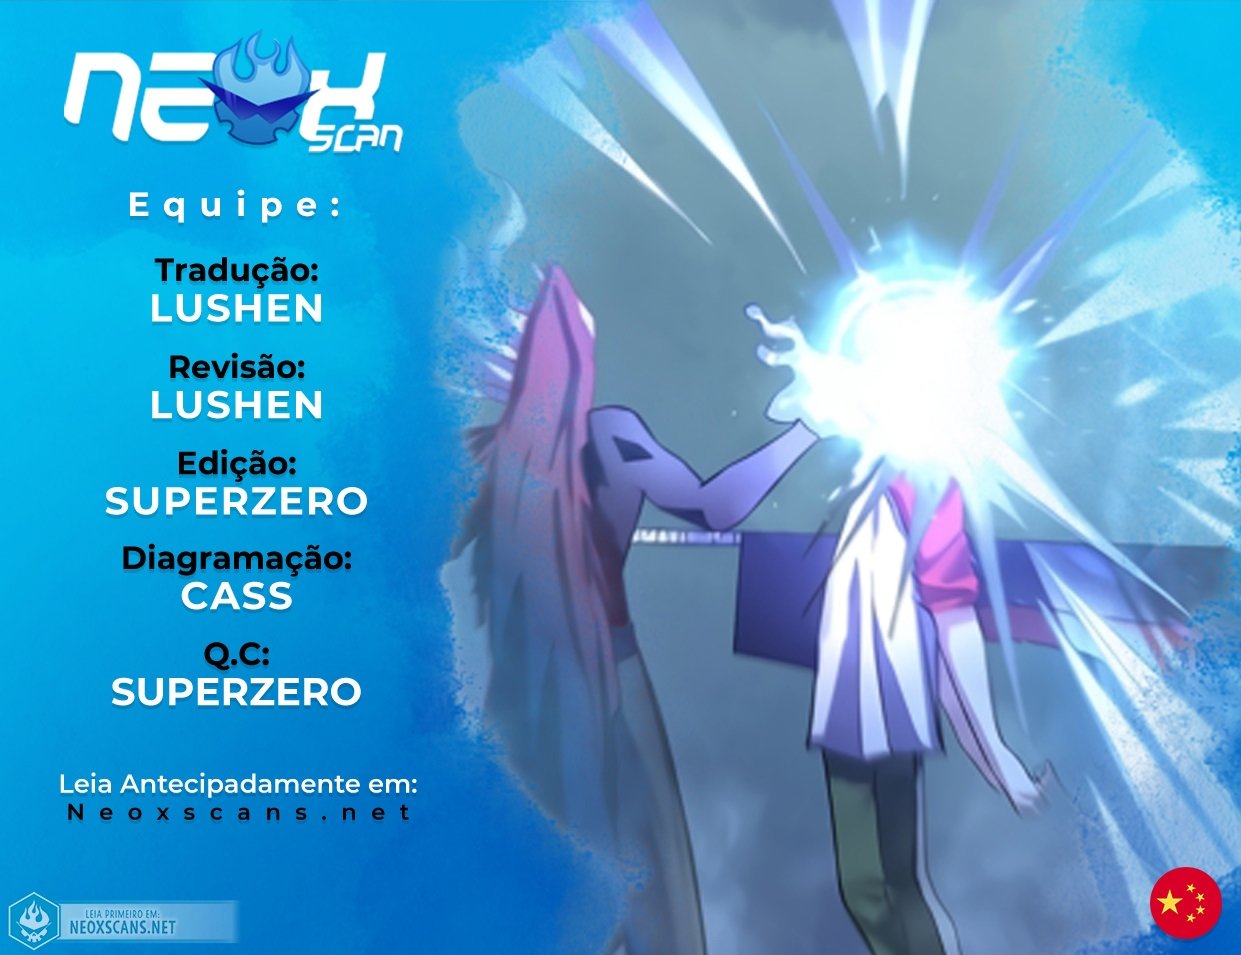 NEOX
SCAN
Equipe:
Tradução:
LUSHEN
Revisão:
LUSHEN
Edição:
SUPERZERO
Diagramação:
CASS
Q.C:
SUPERZERO
Leia Antecipadamente em:
Neoxscans.net
LEIA PRIMEIRO EM:
NEOXSCANS.NET